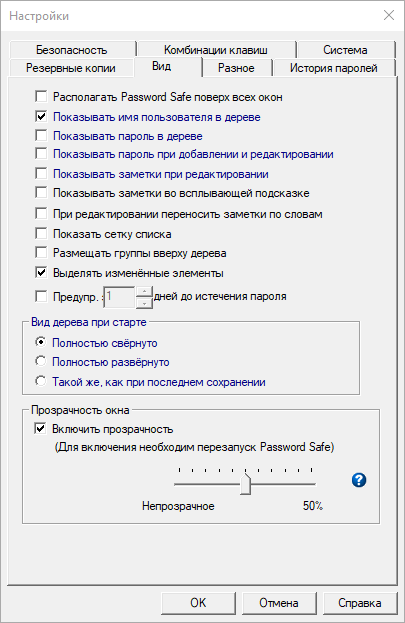 Настройки
Безопасность Комбинации клавиш Система
Резервные копии Вид Разное История паролей
Располагать Password Safe поверх всех окон
Показывать имя пользователя в дереве
Показывать пароль в дереве
Показывать пароль при добавлении и редактировании
Показывать заметки при редактировании
Показывать заметки во всплывающей подсказке
При редактировании переносить заметки по словам
Показать сетку списка
Размещать группы вверху дерева
Выделять изменённые элементы
Предупр. 1 дней до истечения пароля
Вид дерева при старте
Полностью свёрнуто
Полностью развёрнуто
Такой же, как при последнем сохранении
Прозрачность окна
Включить прозрачность
(Для включения необходим перезапуск Password Safe)
Непрозрачное 50%
OK Отмена Справка